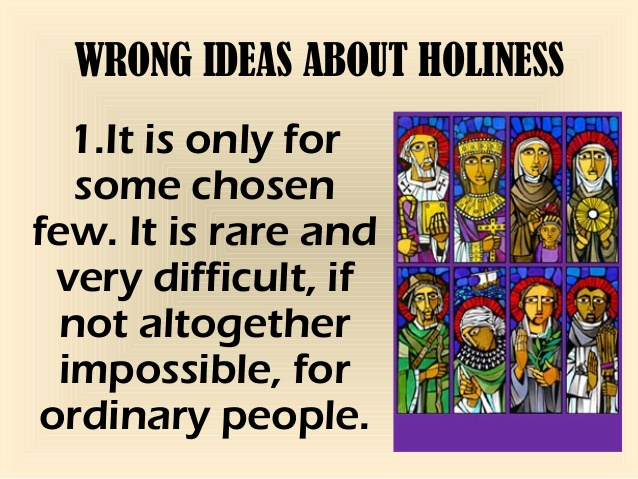 WRONG IDEAS ABOUT HOLINESS
1.It is only for
some chosen
few. It is rare and
very difficult, if
not altogether
impossible, for
ordinary people.